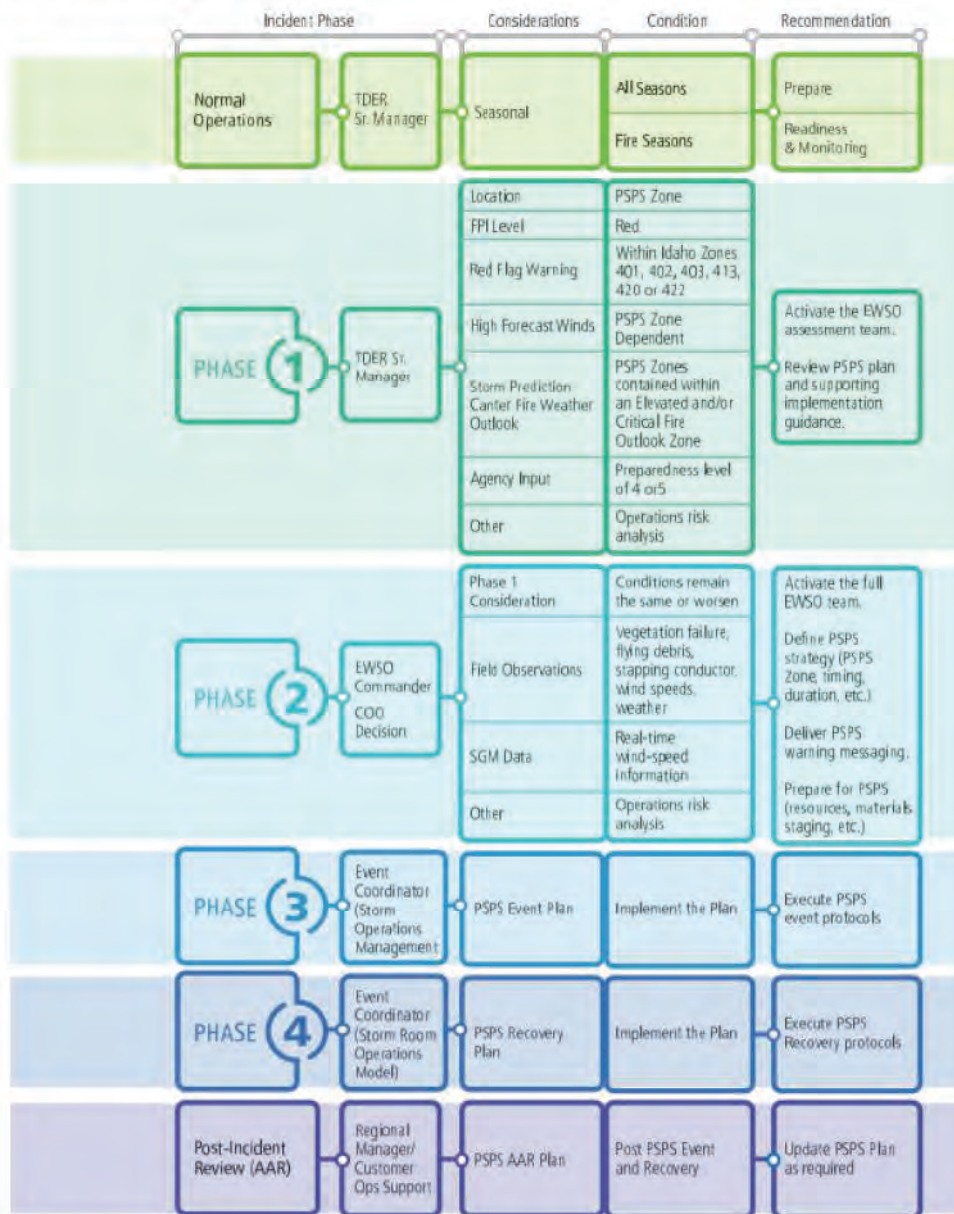 Incident Phase
Considerations
Condition
Recommendation
Normal
Operations
TDER
Sr. Manager
Seasonal
All Seasons
Fire Seasons
Prepare
Readiness
& Monitoring
PHASE 1
TDER Sr.
Manager
Location
PSPS Zone
FPI Level
Red
Red Flag Warning
Within Idaho Zones
401, 402, 403, 413,
420 or 422
High Forecast Winds
PSPS Zone
Dependent
Storm Prediction
Canter Fire Weather
Outlook
PSPS Zones
contained within
an Elevated and/or
Critical Fire
Outlook Zone
Agency Input
Preparedness level
of 4 or5
Other
Operations risk
analysis
Activate the EWSO
assessment team.
Review PSPS plan
and supporting
implementation
guidance.
PHASE 2
EWSO
Commander
COO
Decision
Phase 1
Consideration
Conditions remain
the same or worsen
Field Observations
Vegetation failure,
flying debris,
stapping conductor,
wind speeds,
weather
SGM Data
Real-time
wind-speed
information
Other
Operations risk
analysis
Activate the full
EWSO team.
Define PSPS
strategy (PSPS
Zone, timing,
duration, etc.)
Deliver PSPS
warning messaging.
Prepare for PSPS
(resources, materials
staging, etc.)
PHASE 3
Event
Coordinator
(Storm
Operations
Management)
PSPS Event Plan
Implement the Plan
Execute PSPS
event protocols
PHASE 4
Event
Coordinator
(Storm Room
Operations
Model)
PSPS Recovery
Plan
Implement the Plan
Execute PSPS
Recovery protocols
Post-Incident
Review (AAR)
Regional
Manager/
Customer
Ops Support
PSPS AAR Plan
Post PSPS Event
and Recovery
Update PSPS Plan
as required